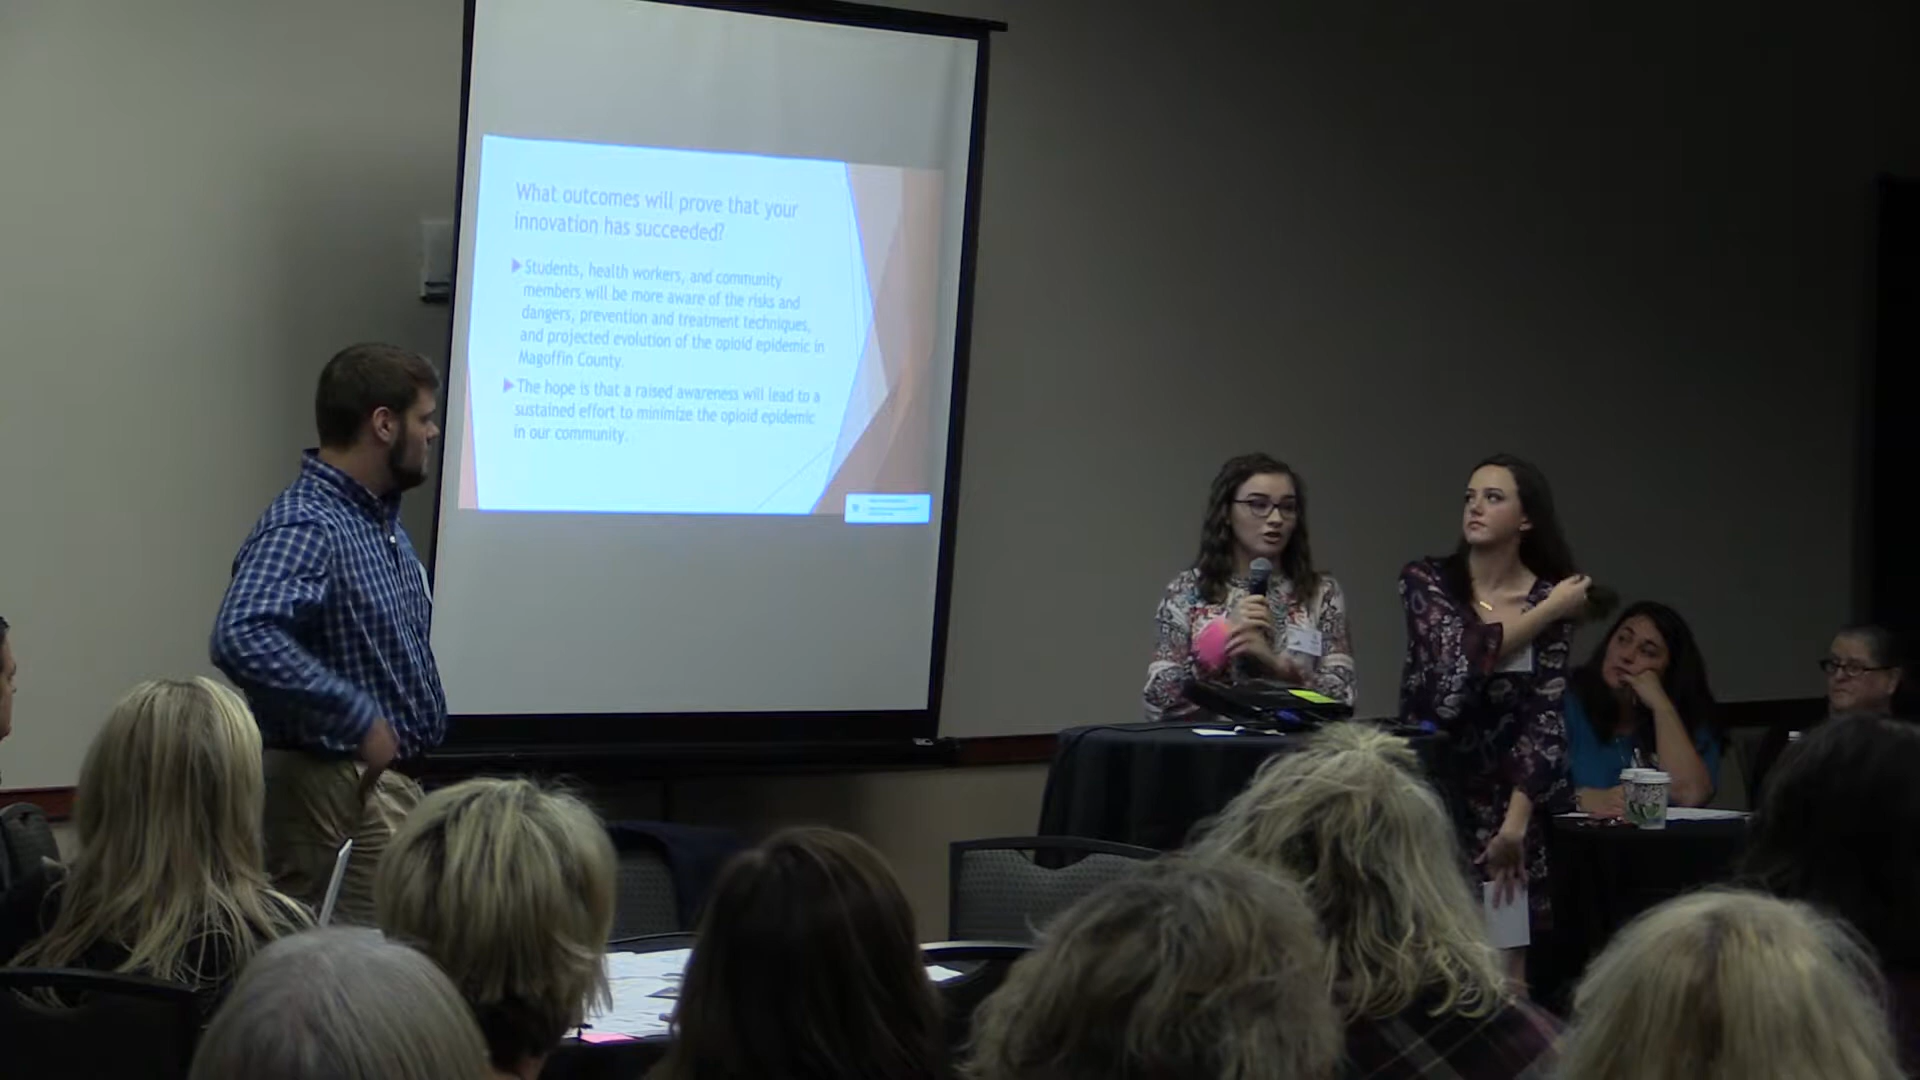 What outcomes will prove that your
innovation has succeeded?
Students, health workers, and community
members will be more aware of the risks and
dangers, prevention and treatment techniques,
and projected evolution of the opioid epidemic in
Magoffin County.
The hope is that a raised awareness will lead to a
sustained effort to minimize the opioid epidemic
in our community.